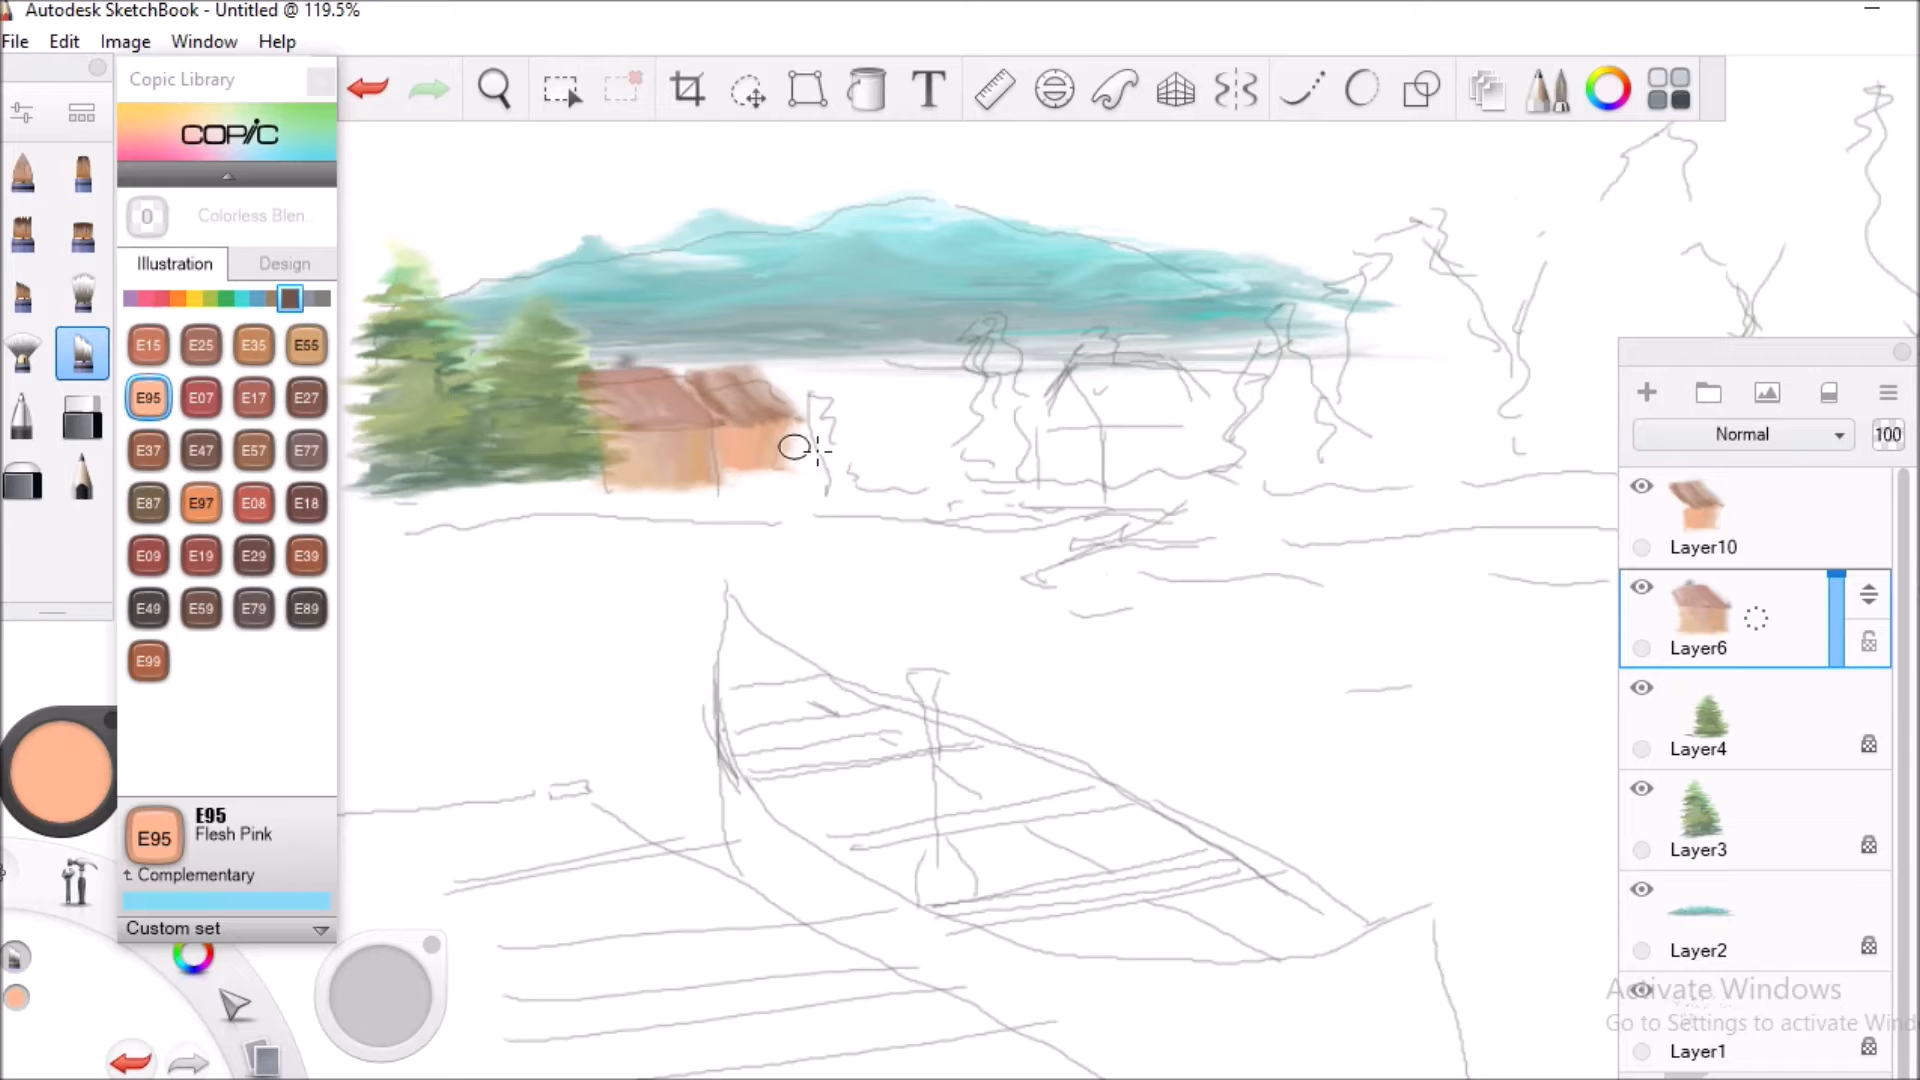 Autodesk SketchBook - Untitled @ 119.5%
File Edit Image Window Help
Copic Library
COPIC
0 Colorless Blen..
Illustration Design
E15 E25 E35 E55
E95 E07 E17 E27
E37 E47 E57 E77
E87 E97 E08 E18
E09 E19 E29 E39
E49 E59 E79 E89
E99
E95
E95
Flesh Pink
Complementary
Custom set
T
Normal 100
Layer10
Layer6
Layer4
Layer3
Layer2
Layer1
Activate Windows
Go to Settings to activate Wind